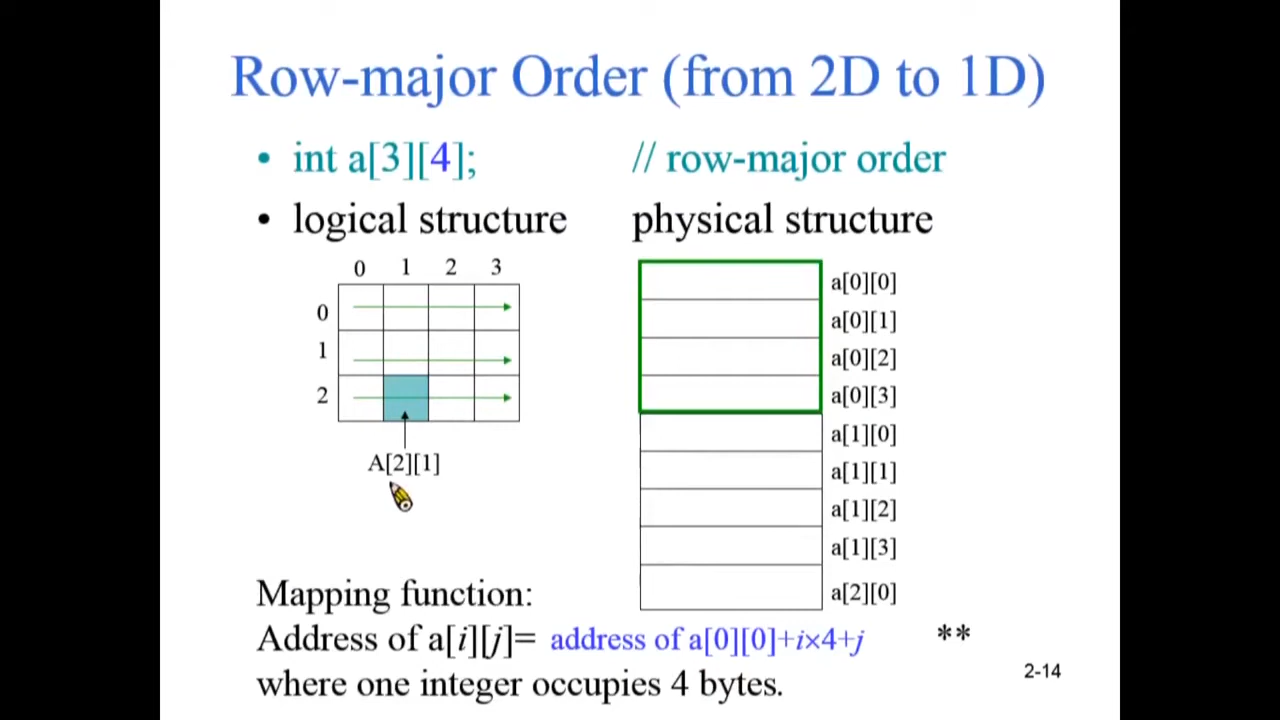 Row-major Order (from 2D to 1D)
• int a[3][4]; // row-major order
• logical structure physical structure
0 1 2 3
0
1
2
A[2][1]
a[0][0]
a[0][1]
a[0][2]
a[0][3]
a[1][0]
a[1][1]
a[1][2]
a[1][3]
a[2][0]
Mapping function:
Address of a[i][j]= address of a[0][0]+i×4+j **
where one integer occupies 4 bytes.
2-14